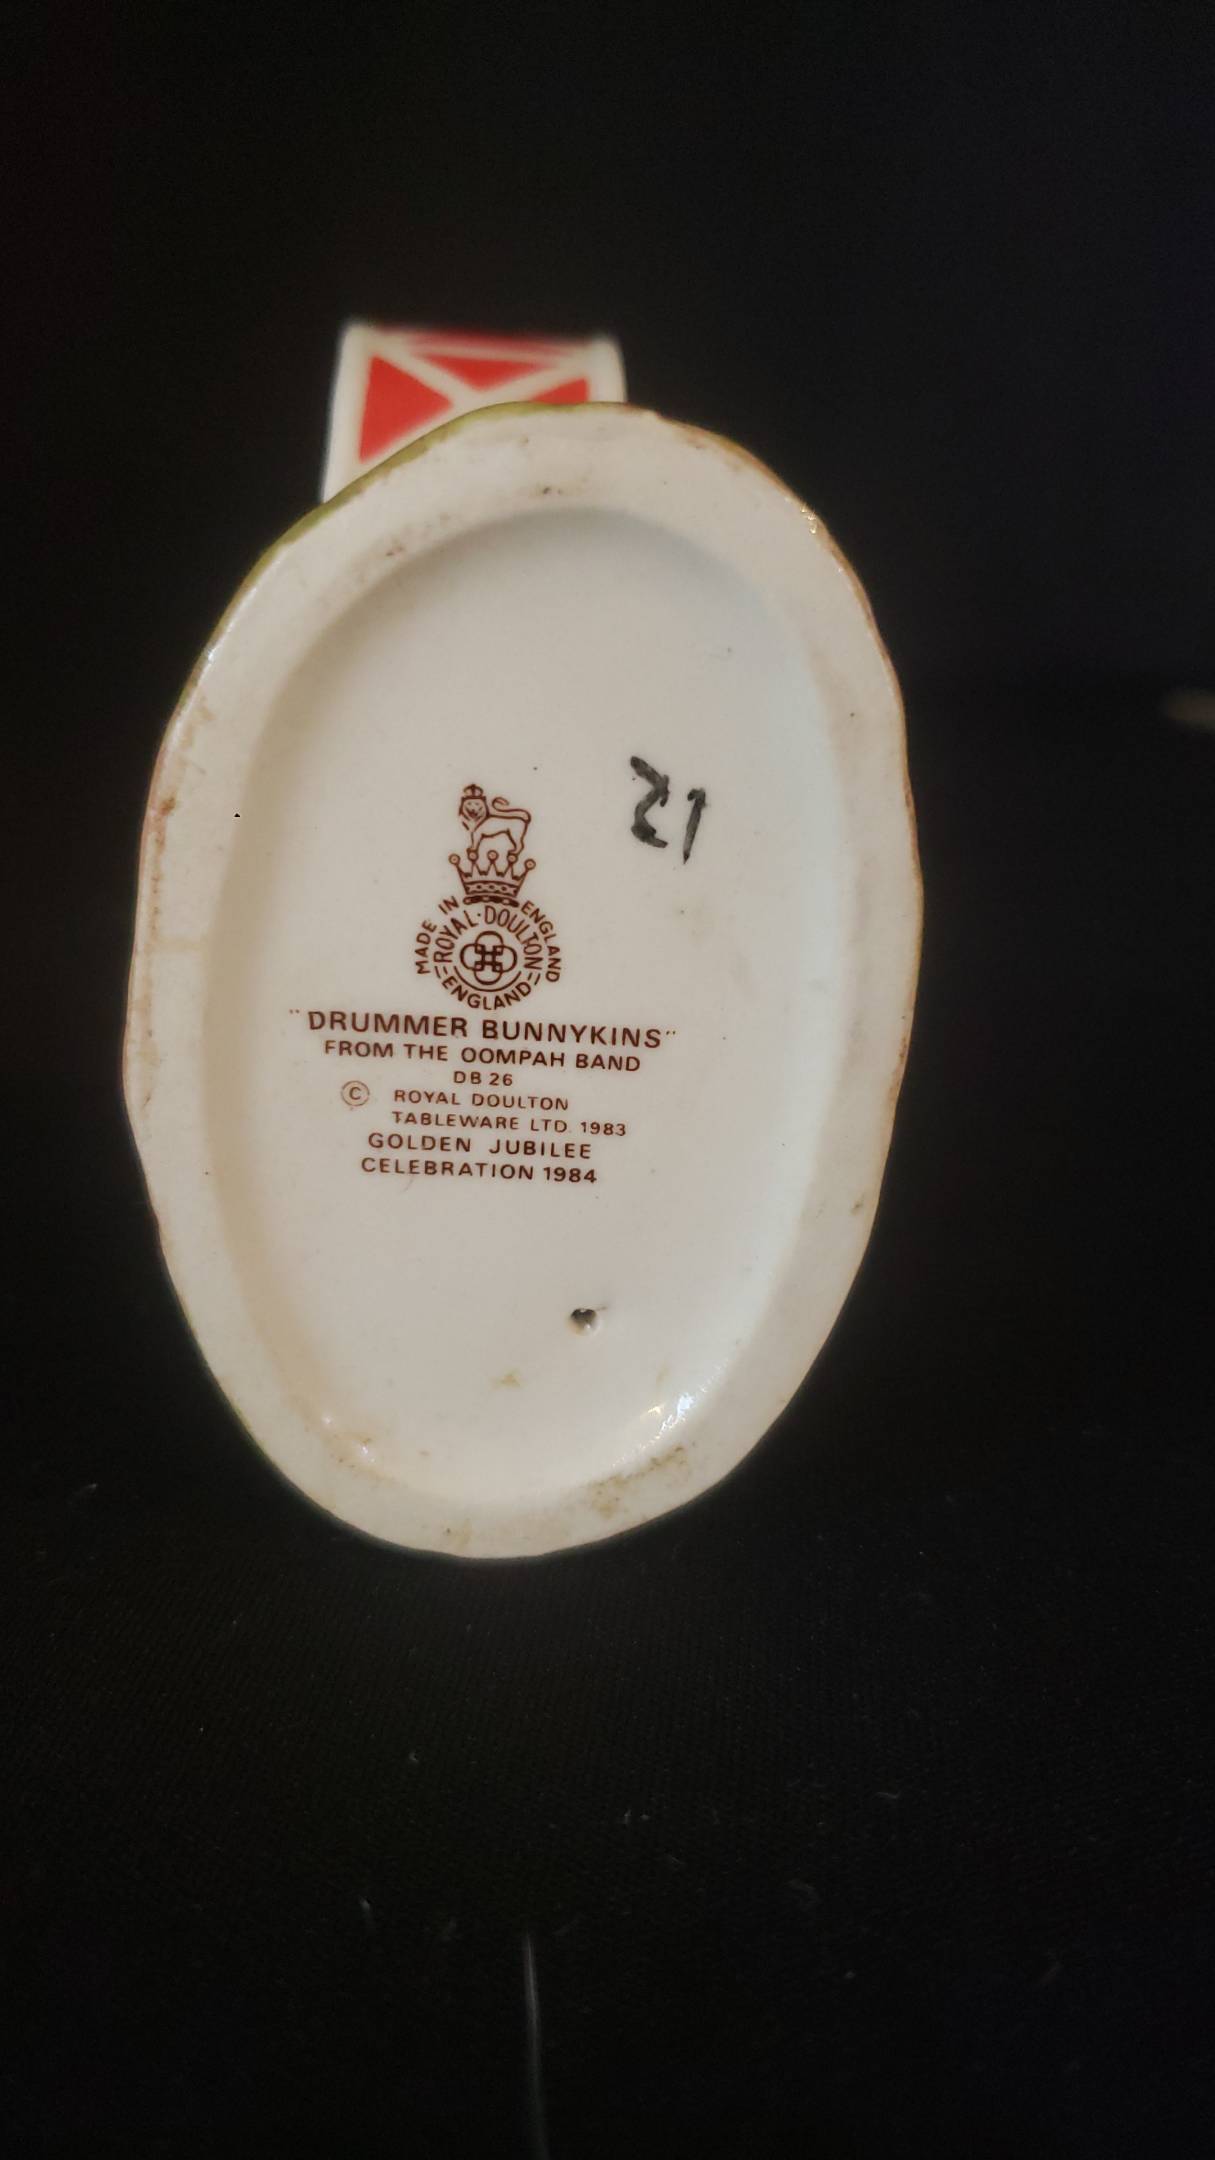 21
MADE IN ENGLAND
ROYAL·DOULTON
ENGLAND
"DRUMMER BUNNYKINS"
FROM THE OOMPAH BAND
DB 26
© ROYAL DOULTON
TABLEWARE LTD. 1983
GOLDEN JUBILEE
CELEBRATION 1984